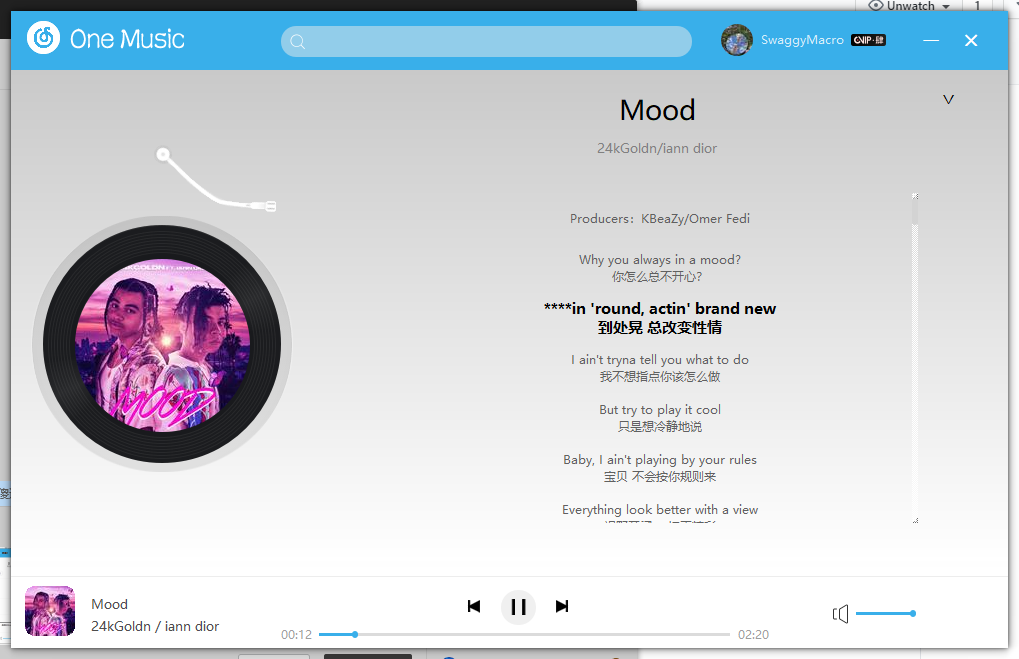 Unwatch
1
One Music
SwaggyMacro
Mood
V
24kGoldn/iann dior
Producers：KBeaZy/Omer Fedi
Why you always in a mood?
你怎么总不开心?
****in 'round, actin' brand new
到处晃 总改变性情
I ain't tryna tell you what to do
我不想指点你该怎么做
But try to play it cool
只是想冷静地说
Baby, I ain't playing by your rules
宝贝 不会按你规则来
Everything look better with a view
MOOD
Mood
24kGoldn / iann dior
00:12
02:20